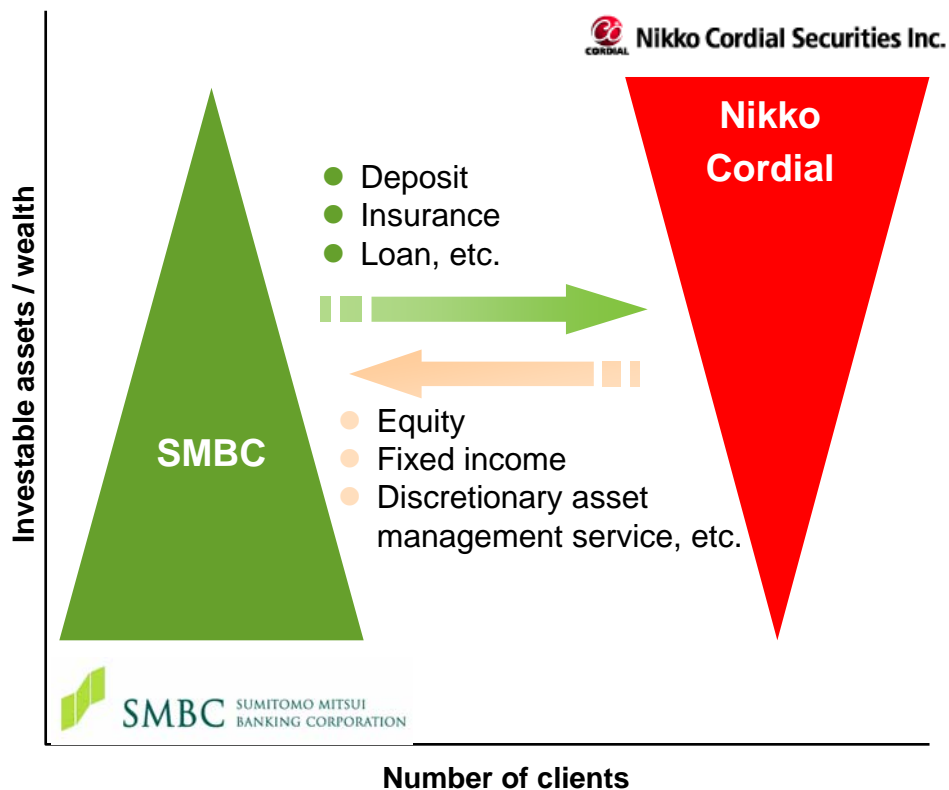 CORDIAL
Nikko Cordial Securities Inc.
Nikko
Cordial
Deposit
Insurance
Loan, etc.
Investable assets / wealth
Equity
Fixed income
Discretionary asset
management service, etc.
SMBC
SMBC
SUMITOMO MITSUI
BANKING CORPORATION
Number of clients